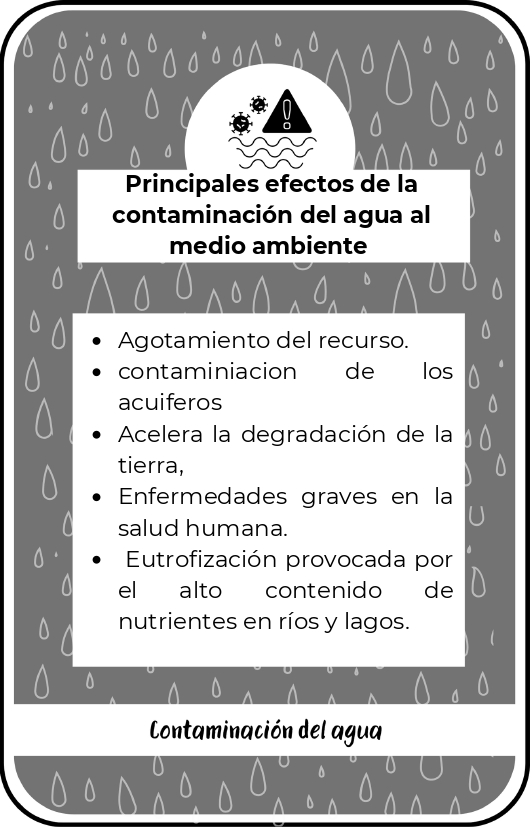 Principales efectos de la
contaminación del agua al
medio ambiente
• Agotamiento del recurso.
• contaminiacion de los
acuiferos
• Acelera la degradación de la
tierra,
• Enfermedades graves en la
salud humana.
• Eutrofización provocada por
el alto contenido de
nutrientes en ríos y lagos.
Contaminación del agua